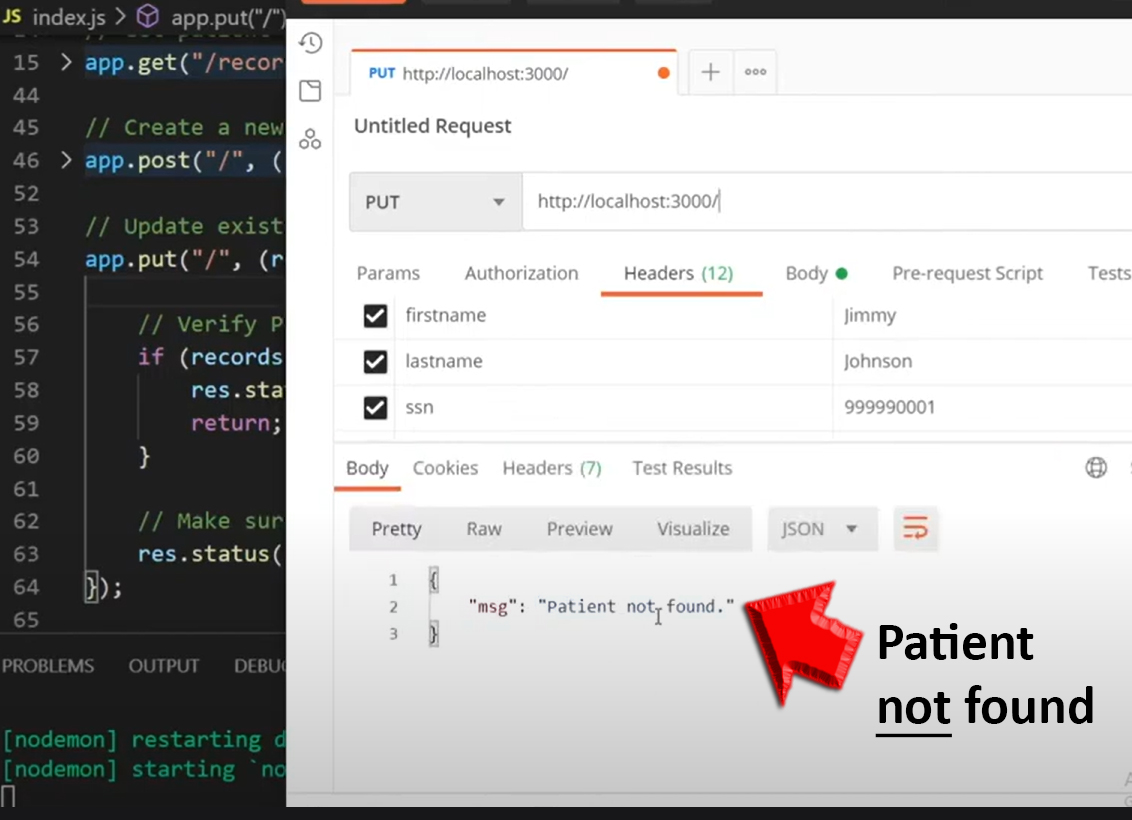 JS index.js > app.put("/")
15 > app.get("/recor
44
45 // Create a new
46 > app.post("/", (
52
53 // Update exist
54 app.put("/", (r
55
56 // Verify P
57 if (records
58 res.sta
59 return;
60 }
61
62 // Make sur
63 res.status(
64 });
65
PROBLEMS OUTPUT DEBU
[nodemon] restarting d
[nodemon] starting `no
PUT http://localhost:3000/
Untitled Request
PUT http://localhost:3000/
Params Authorization Headers (12) Body Pre-request Script Tests
firstname Jimmy
lastname Johnson
ssn 999990001
Body Cookies Headers (7) Test Results
Pretty Raw Preview Visualize JSON
1 {
2 "msg": "Patient not found."
3 }
Patient
not found